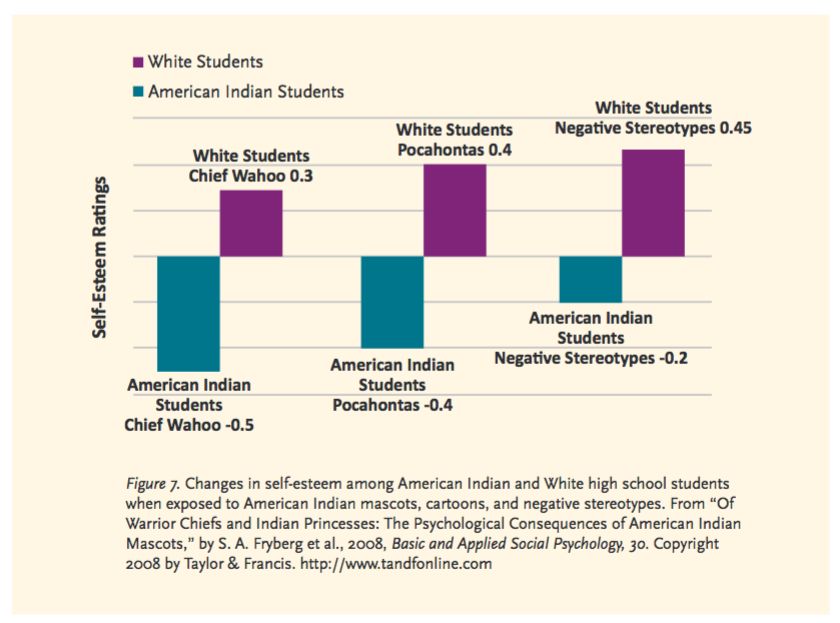 White Students
American Indian Students
White Students
Negative Stereotypes 0.45
White Students
Pocahontas 0.4
White Students
Chief Wahoo 0.3
Self-Esteem Ratings
American Indian
Students
Negative Stereotypes -0.2
American Indian
Students
Pocahontas -0.4
American Indian
Students
Chief Wahoo -0.5
Figure 7. Changes in self-esteem among American Indian and White high school students
when exposed to American Indian mascots, cartoons, and negative stereotypes. From “Of
Warrior Chiefs and Indian Princesses: The Psychological Consequences of American Indian
Mascots,” by S. A. Fryberg et al., 2008, Basic and Applied Social Psychology, 30. Copyright
2008 by Taylor & Francis. http://www.tandfonline.com